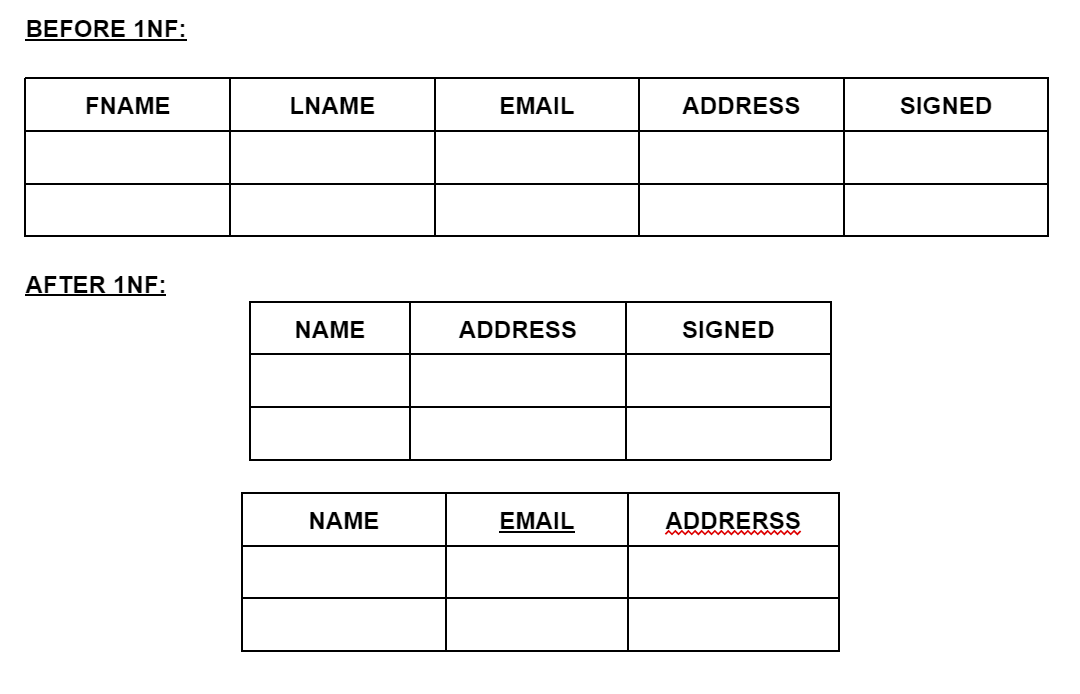 BEFORE 1NF:
FNAME LNAME EMAIL ADDRESS SIGNED
AFTER 1NF:
NAME ADDRESS SIGNED
NAME EMAIL ADDRERSS